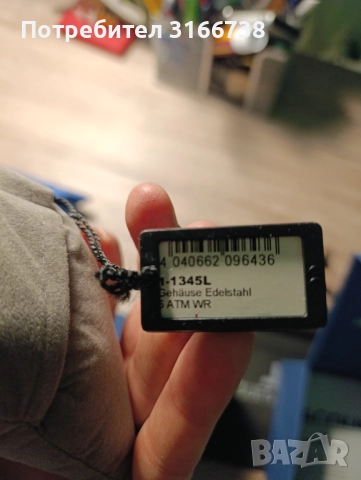 Потребител 3166738
4 040662 096436
-1345L
Gehäuse Edelstahl
5 ATM WR
BAZAR